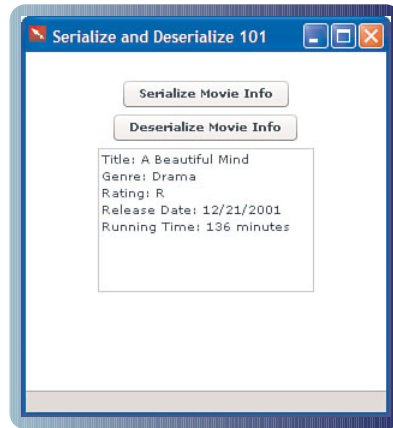 Serialize and Deserialize 101
Serialize Movie Info
Deserialize Movie Info
Title: A Beautiful Mind
Genre: Drama
Rating: R
Release Date: 12/21/2001
Running Time: 136 minutes